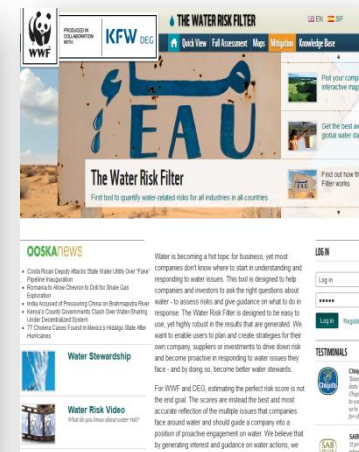 WWF
PRODUCED IN
COLLABORATION
WITH
KFW DEG
THE WATER RISK FILTER
EN SP
Quick View Full Assessment Maps Mitigation Knowledge Base
ماء
EAU
Plot your compa
interactive map
Get the best av
global water da
Find out how th
Filter works
The Water Risk Filter
First tool to quantify water-related risks for all industries in all countries
OOSKAnews
Costa Rican Deputy Attacks State Water Utility Over "Fake"
Pipeline Inauguration
Romania to Allow Chevron to Drill for Shale Gas
Exploration
India Accused of Pressuring China on Brahmaputra River
Kenya's County Governments Clash Over Water-Sharing
Under Decentralized System
77 Cholera Cases Found in Mexico's Hidalgo State After
Hurricanes
Water Stewardship
Water Risk Video
What do you know about water risk?
Water is becoming a hot topic for business, yet most
companies don't know where to start in understanding and
responding to water issues. This tool is designed to help
companies and investors to ask the right questions about
water - to assess risks and give guidance on what to do in
response. The Water Risk Filter is designed to be easy to
use, yet highly robust in the results that are generated. We
want to enable users to plan and create strategies for their
own company, suppliers or investments to drive down risk
and become proactive in responding to water issues they
face - and by doing so, become better water stewards.
For WWF and DEG, estimating the perfect risk score is not
the end goal. The scores are instead the best and most
accurate reflection of the multiple issues that companies
face around water and should guide a company into a
position of proactive engagement on water. We believe that
by generating interest and guidance on water actions, we
LOG IN
Log in
Log in Regist
TESTIMONIALS
Chiq
SAB